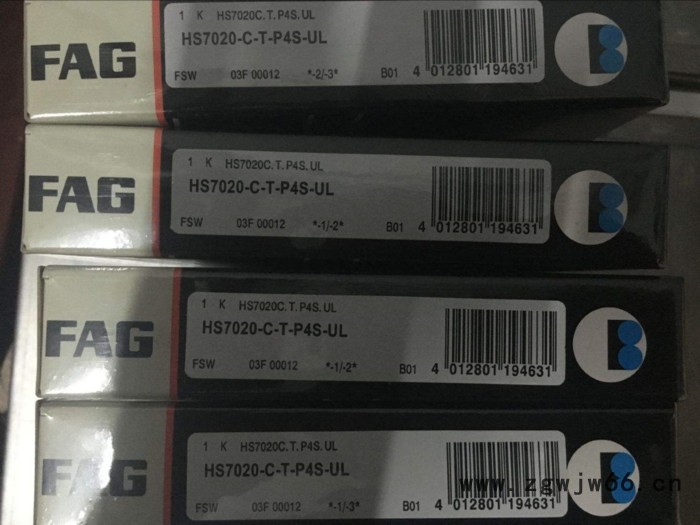 FAG
1 K HS7020C.T.P4S.UL
HS7020-C-T-P4S-UL
FSW 03F 00012 *-2/-3* B01 4 012801 194631
FAG
1 K HS7020C.T.P4S.UL
HS7020-C-T-P4S-UL
FSW 03F 00012 *-1/-2* B01 4 012801 194631
FAG
1 K HS7020C.T.P4S.UL
HS7020-C-T-P4S-UL
FSW 03F 00012 *-1/-2* B01 4 012801 194631
FAG
1 K HS7020C.T.P4S.UL
HS7020-C-T-P4S-UL
FSW 03F 00012 *-1/-3* B01 4 012801 194631
www.zgwjw66.cn